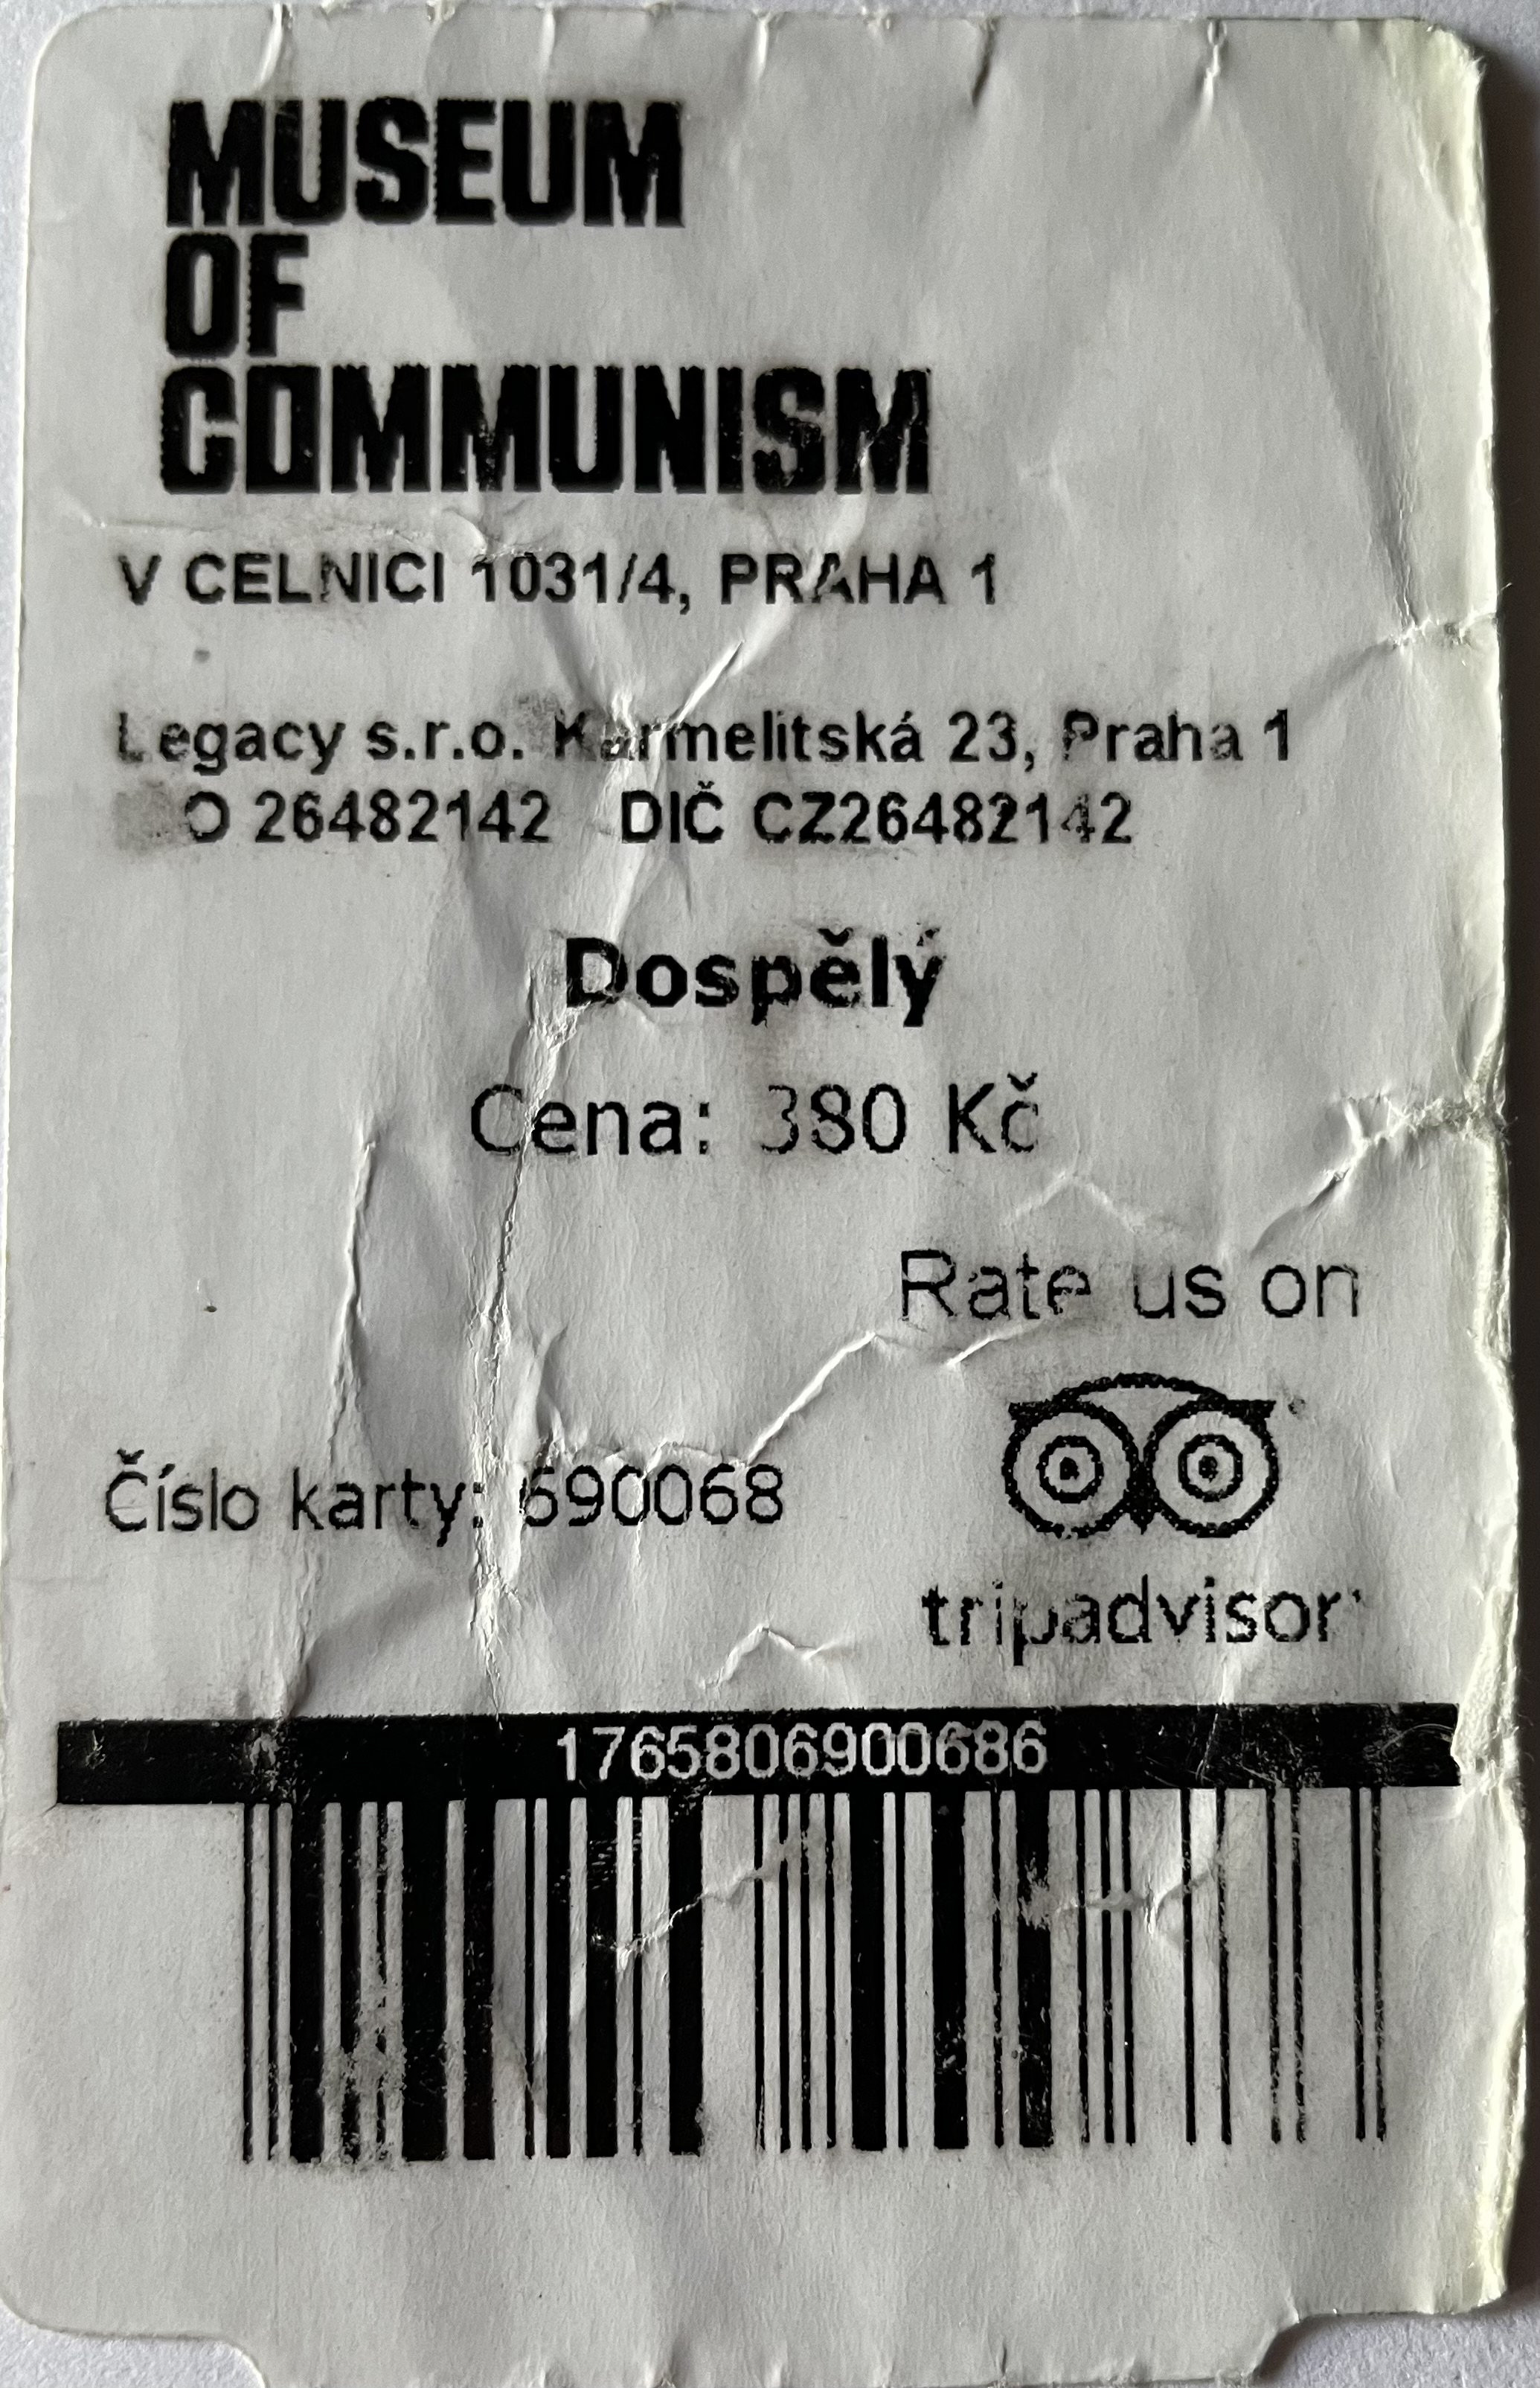 MUSEUM
OF
COMMUNISM
V CELNICI 1031/4, PRAHA 1
Legacy s.r.o. Karmelitská 23, Praha 1
26482142 DIČ CZ26482142
Dospělý
Cena: 380 Kč
Rate us on
Číslo karty: 690068
tripadvisor
1765806900686